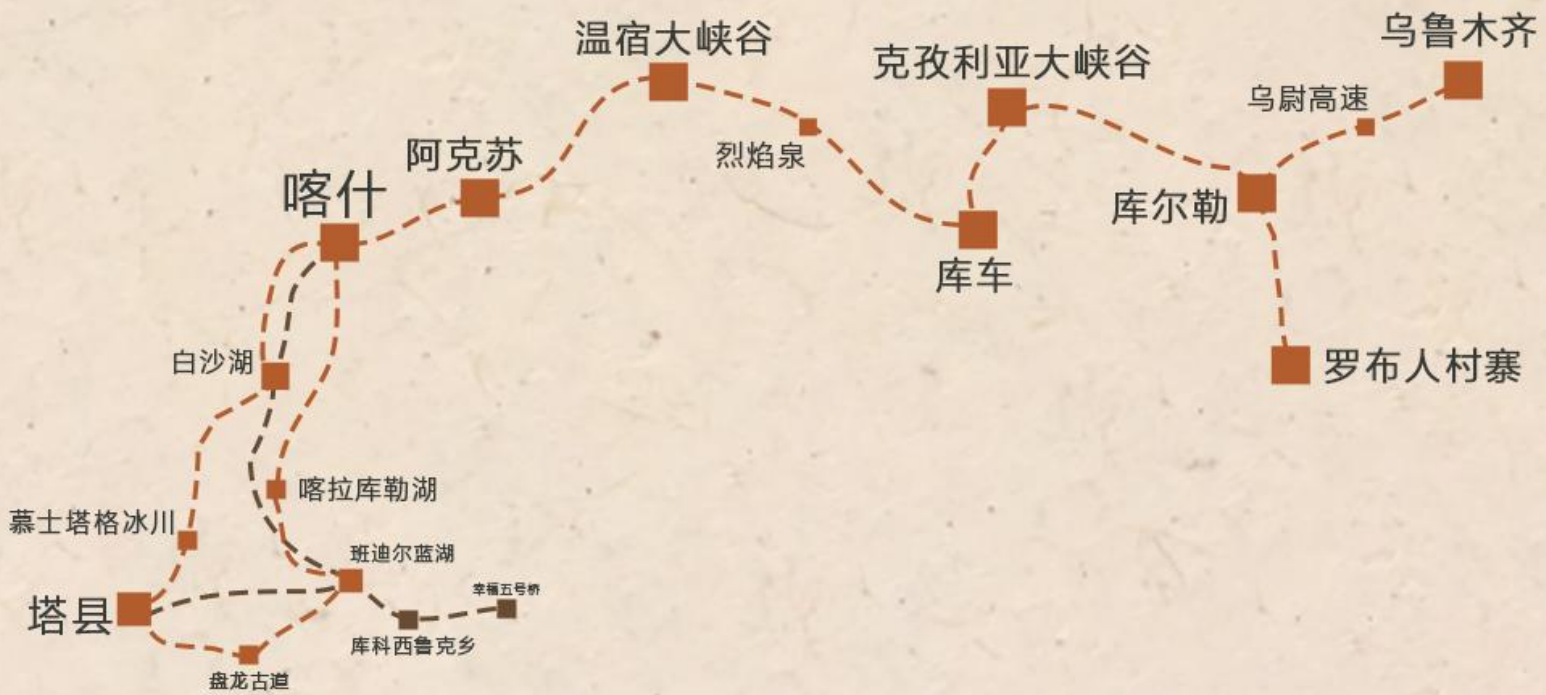 乌鲁木齐
温宿大峡谷
克孜利亚大峡谷
乌尉高速
阿克苏
烈焰泉
喀什
库尔勒
库车
白沙湖
罗布人村寨
喀拉库勒湖
慕士塔格冰川
班迪尔蓝湖
幸福五号桥
塔县
库科西鲁克乡
盘龙古道